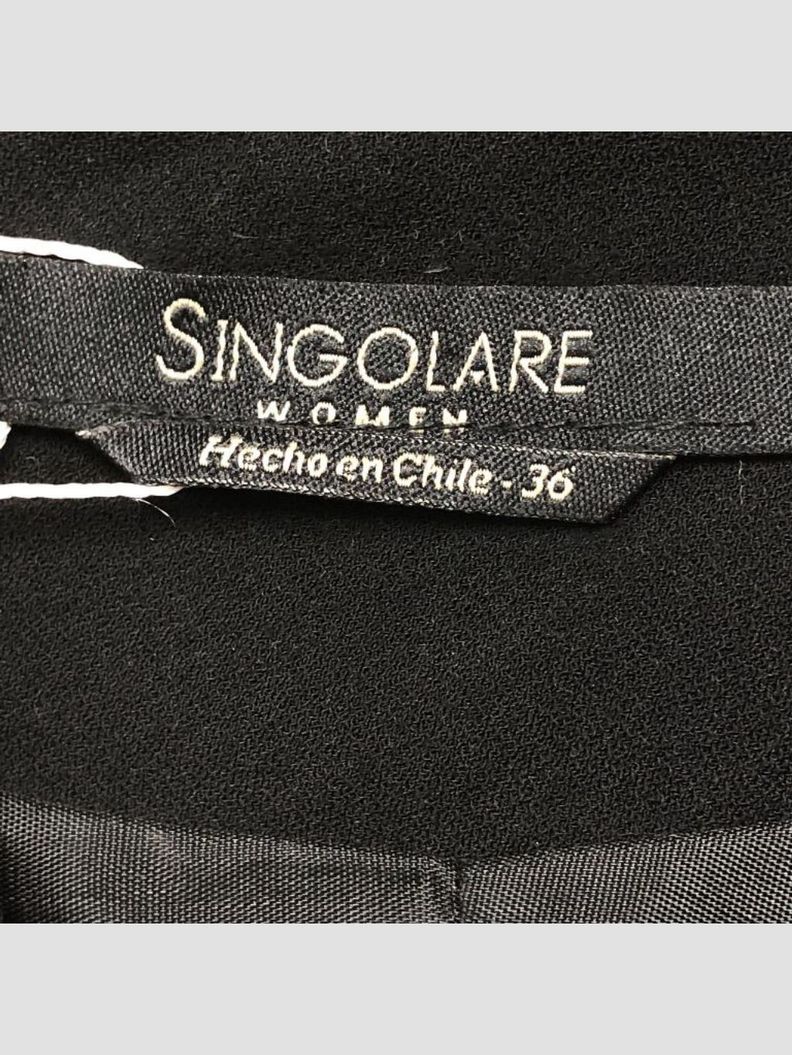 SINGOLARE
WOMEN
Hecho en Chile - 36